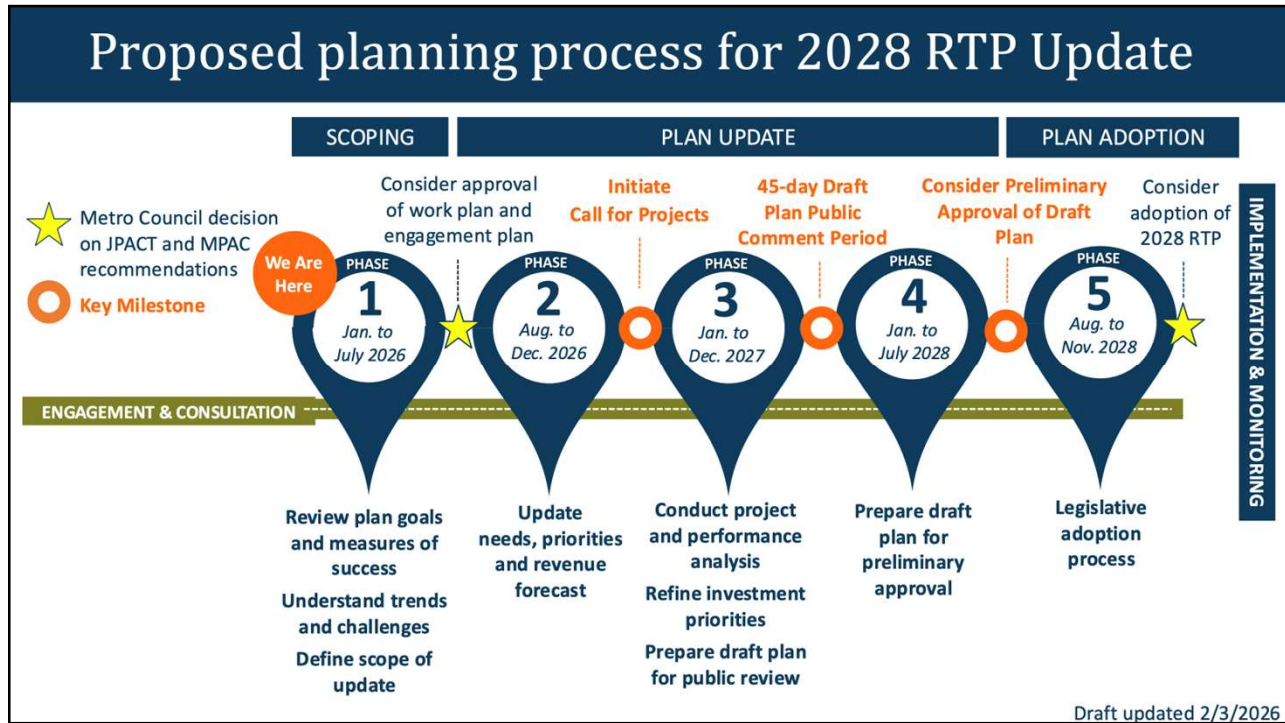 Proposed planning process for 2028 RTP Update
SCOPING
PLAN UPDATE
PLAN ADOPTION
Metro Council decision
on JPACT and MPAC
recommendations
Key Milestone
We Are
Here
Consider approval
of work plan and
engagement plan
Initiate
Call for Projects
45-day Draft
Plan Public
Comment Period
Consider Preliminary
Approval of Draft
Plan
Consider
adoption of
2028 RTP
PHASE
1
Jan. to
July 2026
PHASE
2
Aug. to
Dec. 2026
PHASE
3
Jan. to
Dec. 2027
PHASE
4
Jan. to
July 2028
PHASE
5
Aug. to
Nov. 2028
IMPLEMENTATION & MONITORING
ENGAGEMENT & CONSULTATION
Review plan goals
and measures of
success
Understand trends
and challenges
Define scope of
update
Update
needs, priorities
and revenue
forecast
Conduct project
and performance
analysis
Refine investment
priorities
Prepare draft plan
for public review
Prepare draft
plan for
preliminary
approval
Legislative
adoption
process
Draft updated 2/3/2026